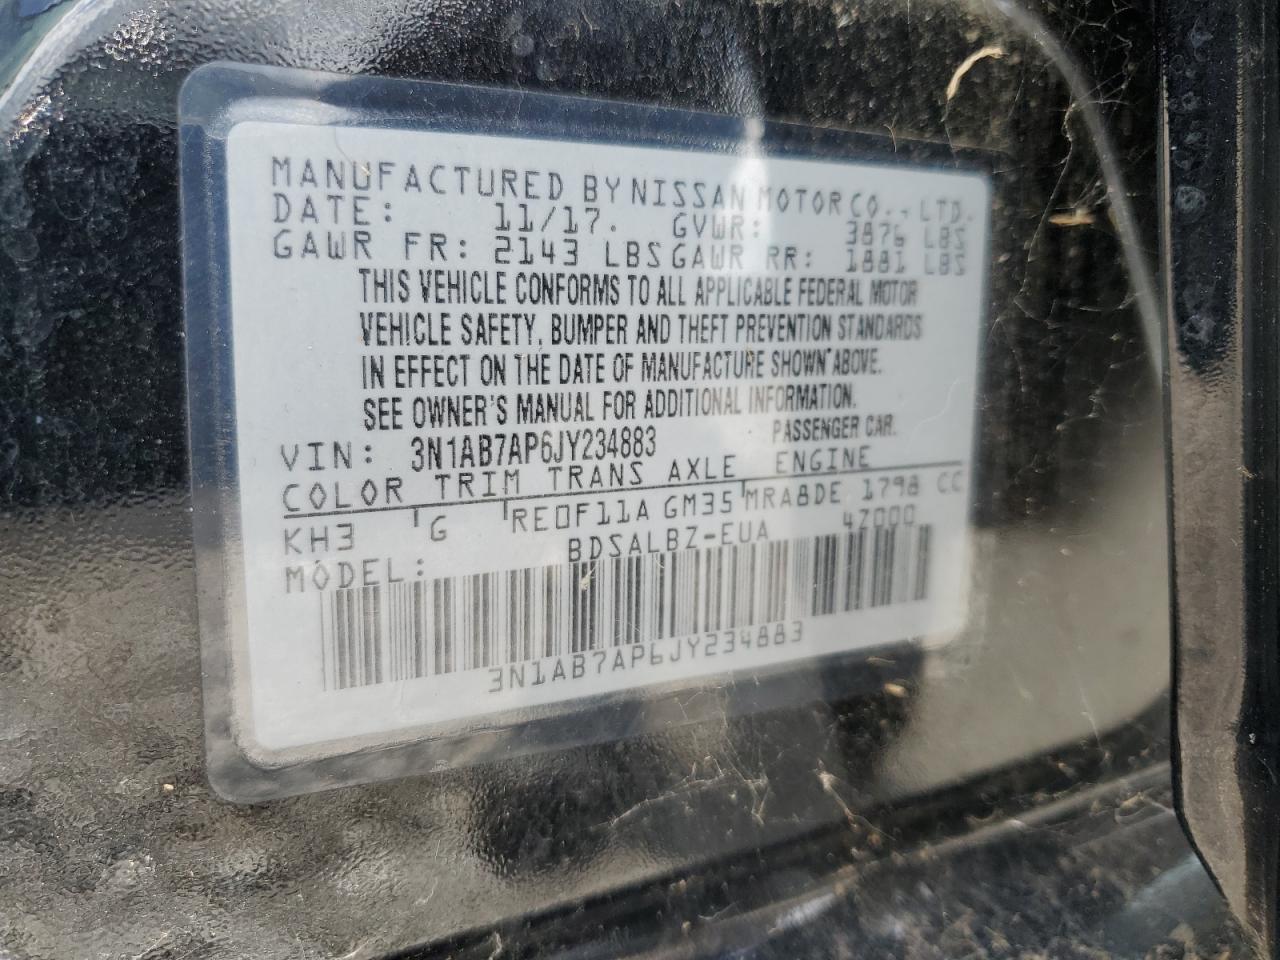 MANUFACTURED BY NISSAN MOTOR CO., LTD.
DATE: 11/17. GVWR: 3876 LBS
GAWR FR: 2143 LBS GAWR RR: 1881 LBS
THIS VEHICLE CONFORMS TO ALL APPLICABLE FEDERAL MOTOR
VEHICLE SAFETY, BUMPER AND THEFT PREVENTION STANDARDS
IN EFFECT ON THE DATE OF MANUFACTURE SHOWN ABOVE.
SEE OWNER'S MANUAL FOR ADDITIONAL INFORMATION.
VIN: 3N1AB7AP6JY234883 PASSENGER CAR.
COLOR TRIM TRANS AXLE ENGINE
KH3 G RE0F11A GM35 MRA8DE 1798 CC
MODEL: BDSALBZ-EUA 47000
3N1AB7AP6JY234883